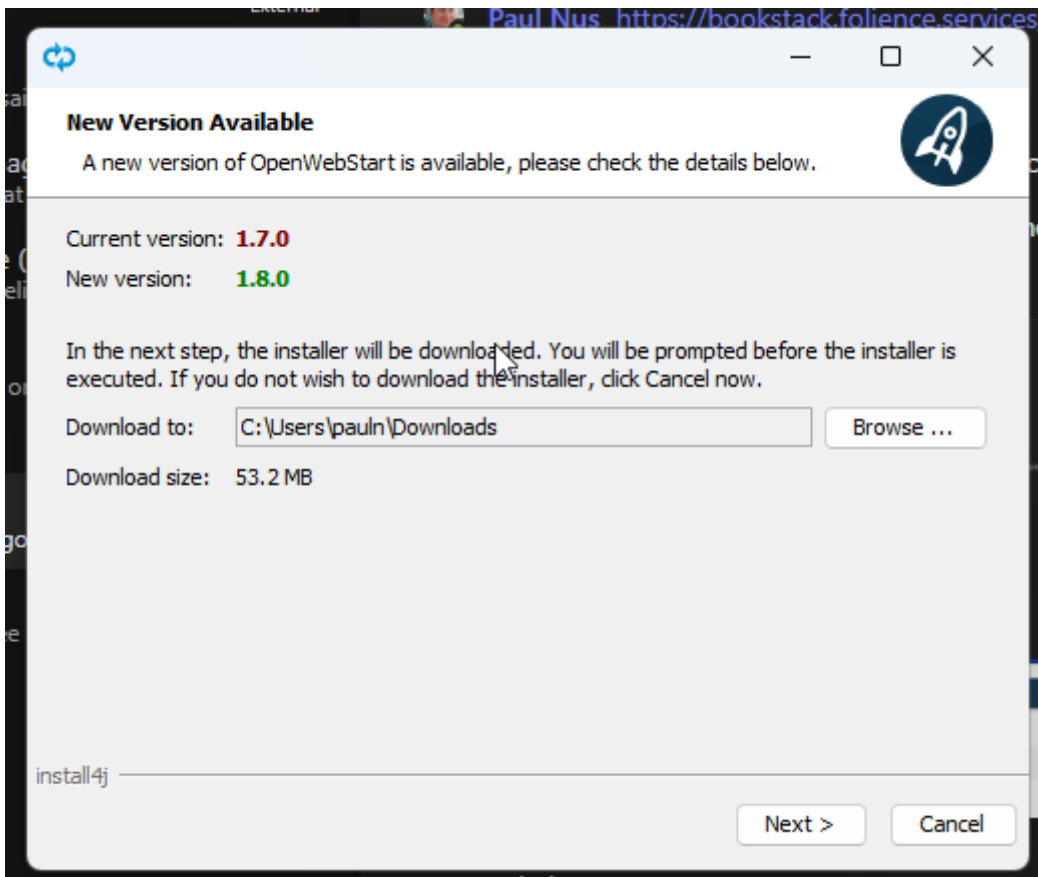 External
Paul Nus https://bookstack.folience.services
New Version Available
A new version of OpenWebStart is available, please check the details below.
Current version: 1.7.0
New version: 1.8.0
In the next step, the installer will be downloaded. You will be prompted before the installer is
executed. If you do not wish to download the installer, click Cancel now.
Download to: C:\Users\pauln\Downloads Browse ...
Download size: 53.2 MB
install4j
Next > Cancel